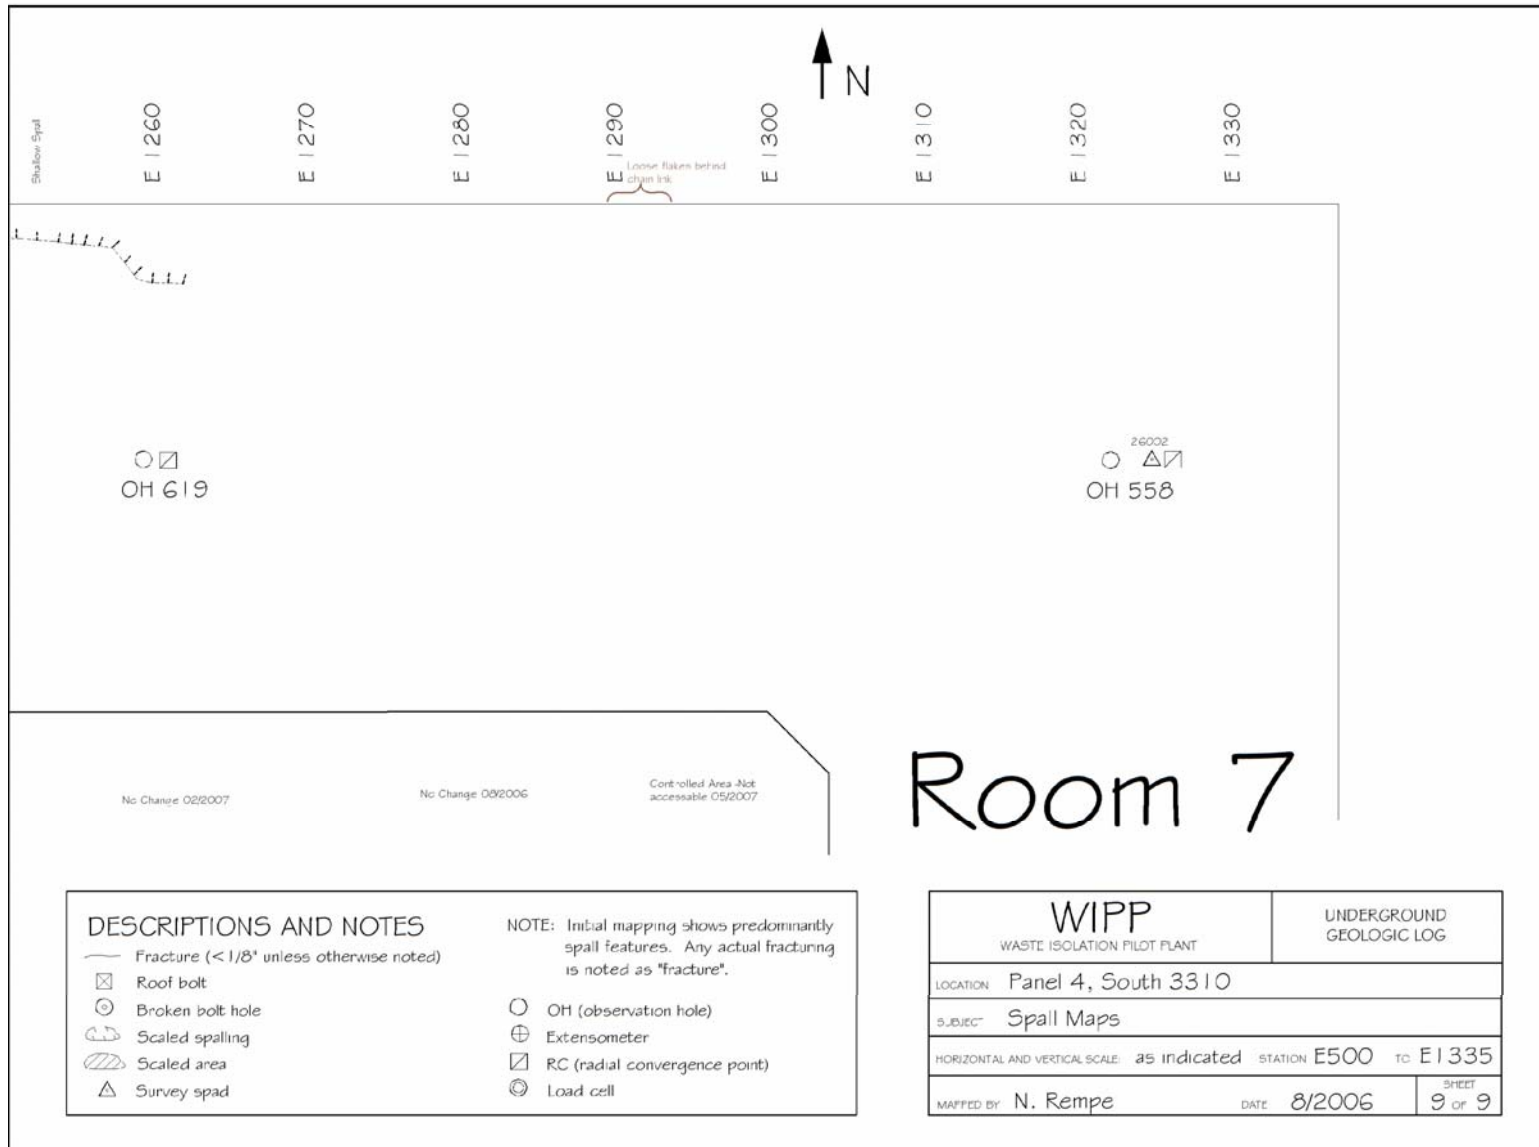 N
Shallow Spall
E 1260
E 1270
E 1280
E 1290
E 1300
E 1310
E 1320
E 1330
Loose flakes behind
chain link
OH 619
26002
OH 558
Room 7
No Change 02/2007
No Change 08/2006
Controlled Area -Not
accessable 05/2007
DESCRIPTIONS AND NOTES
Fracture (<1/8" unless otherwise noted)
Roof bolt
Broken bolt hole
Scaled spalling
Scaled area
Survey spad
NOTE: Initial mapping shows predominantly
spall features. Any actual fracturing
is noted as "fracture".
OH (observation hole)
Extensometer
RC (radial convergence point)
Load cell
WIPP
WASTE ISOLATION PILOT PLANT
UNDERGROUND
GEOLOGIC LOG
LOCATION Panel 4, South 3310
SUBJECT Spall Maps
HORIZONTAL AND VERTICAL SCALE: as indicated STATION E500 TO E1335
MAPPED BY N. Rempe DATE 8/2006 SHEET 9 OF 9